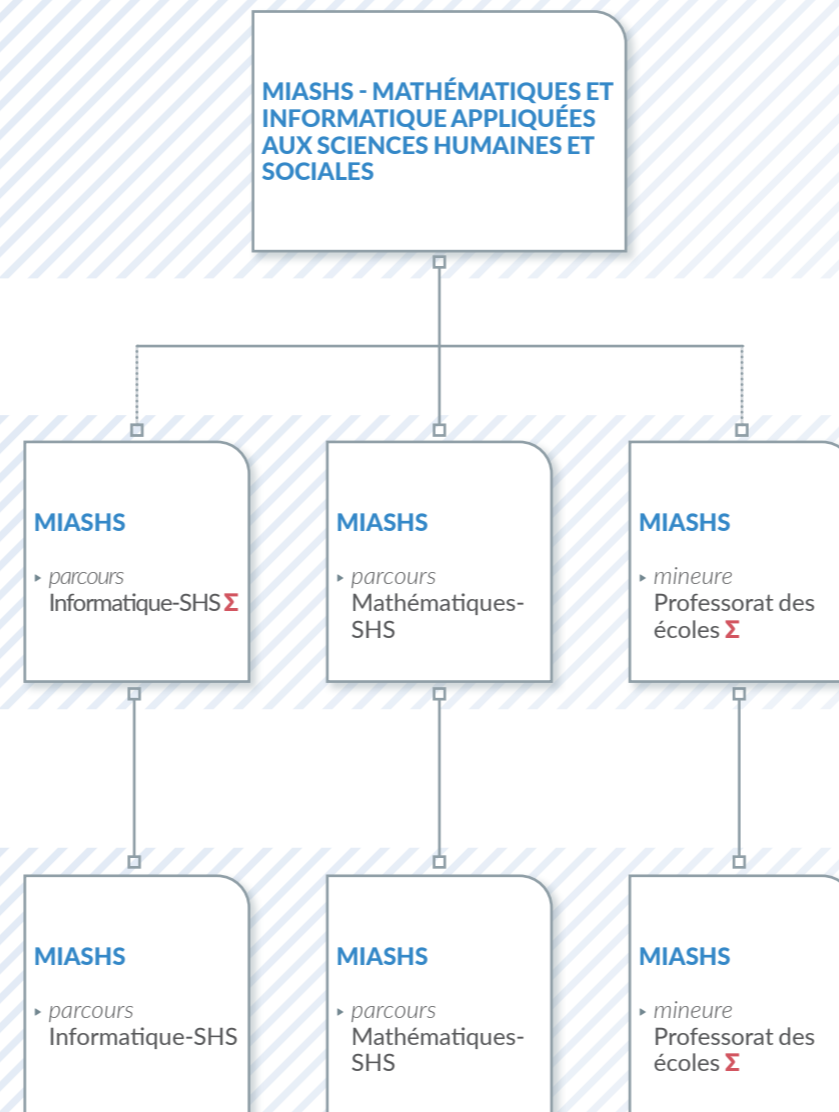 MIASHS - MATHÉMATIQUES ET
INFORMATIQUE APPLIQUÉES
AUX SCIENCES HUMAINES ET
SOCIALES
MIASHS
▸ parcours
Informatique-SHS Σ
MIASHS
▸ parcours
Mathématiques-
SHS
MIASHS
▸ mineure
Professorat des
écoles Σ
MIASHS
▸ parcours
Informatique-SHS
MIASHS
▸ parcours
Mathématiques-
SHS
MIASHS
▸ mineure
Professorat des
écoles Σ